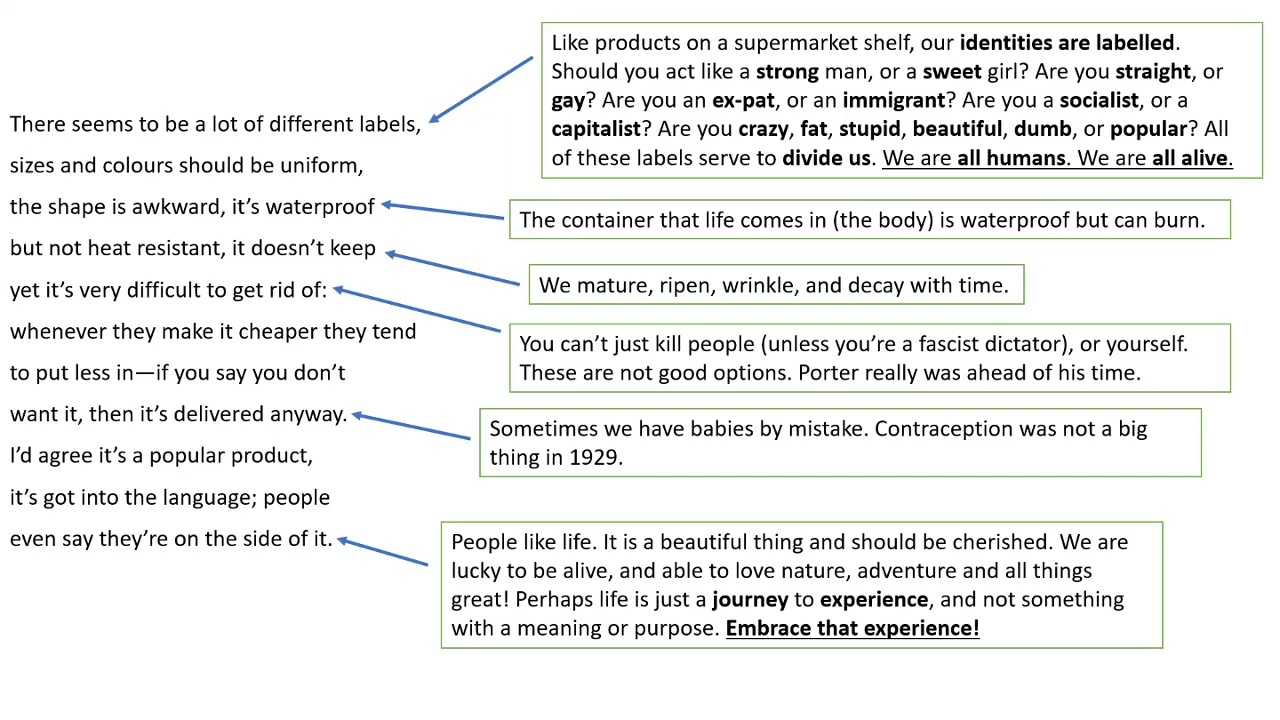 There seems to be a lot of different labels,
sizes and colours should be uniform,
the shape is awkward, it’s waterproof
but not heat resistant, it doesn’t keep
yet it’s very difficult to get rid of:
whenever they make it cheaper they tend
to put less in—if you say you don’t
want it, then it’s delivered anyway.
I’d agree it’s a popular product,
it’s got into the language; people
even say they’re on the side of it.
Like products on a supermarket shelf, our identities are labelled.
Should you act like a strong man, or a sweet girl? Are you straight, or
gay? Are you an ex-pat, or an immigrant? Are you a socialist, or a
capitalist? Are you crazy, fat, stupid, beautiful, dumb, or popular? All
of these labels serve to divide us. We are all humans. We are all alive.
The container that life comes in (the body) is waterproof but can burn.
We mature, ripen, wrinkle, and decay with time.
You can’t just kill people (unless you’re a fascist dictator), or yourself.
These are not good options. Porter really was ahead of his time.
Sometimes we have babies by mistake. Contraception was not a big
thing in 1929.
People like life. It is a beautiful thing and should be cherished. We are
lucky to be alive, and able to love nature, adventure and all things
great! Perhaps life is just a journey to experience, and not something
with a meaning or purpose. Embrace that experience!